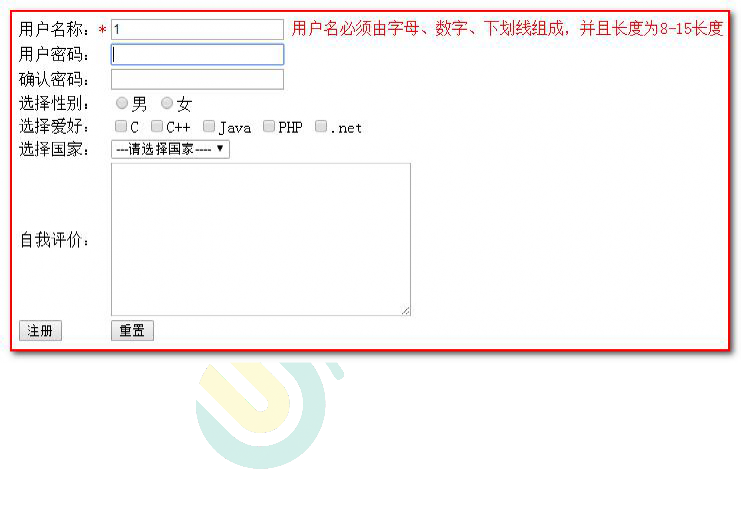 用户名称：* 1 用户名必须由字母、数字、下划线组成，并且长度为8-15长度
用户密码：
确认密码：
选择性别： 男 女
选择爱好： C C++ Java PHP .net
选择国家： ---请选择国家----
自我评价：
注册 重置